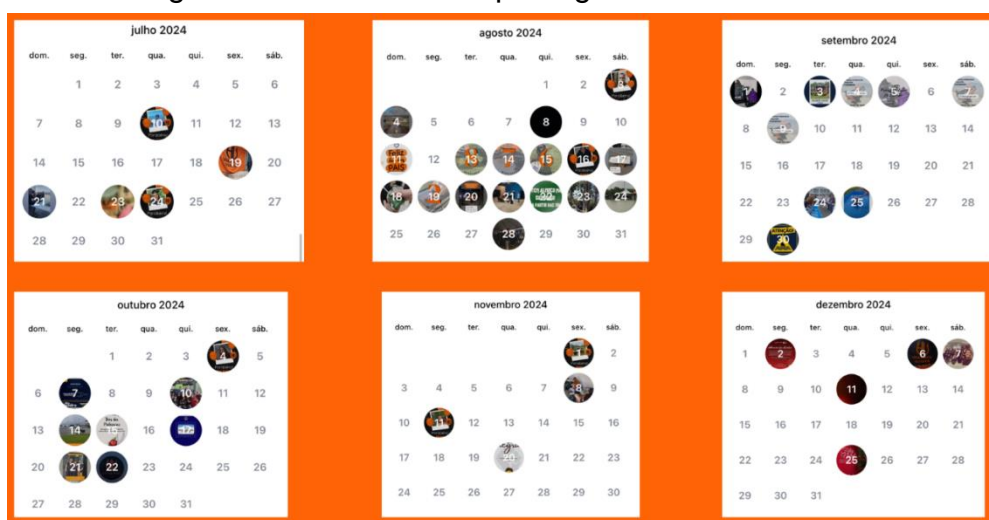 julho 2024
dom. seg. ter. qua. qui. sex. sáb.
1 2 3 4 5 6
7 8 9 10 11 12 13
14 15 16 17 18 19 20
21 22 23 24 25 26 27
28 29 30 31
agosto 2024
dom. seg. ter. qua. qui. sex. sáb.
1 2 3
4 5 6 7 8 9 10
11 12 13 14 15 16 17
18 19 20 21 22 23 24
25 26 27 28 29 30 31
setembro 2024
dom. seg. ter. qua. qui. sex. sáb.
1 2 3 4 5 6 7
8 9 10 11 12 13 14
15 16 17 18 19 20 21
22 23 24 25 26 27 28
29 30
outubro 2024
dom. seg. ter. qua. qui. sex. sáb.
1 2 3 4 5
6 7 8 9 10 11 12
13 14 15 16 18 19
20 21 22 23 24 25 26
27 28 29 30 31
novembro 2024
dom. seg. ter. qua. qui. sex. sáb.
1 2
3 4 5 6 7 8 9
10 11 12 13 14 15 16
17 18 19 20 21 22 23
24 25 26 27 28 29 30
dezembro 2024
dom. seg. ter. qua. qui. sex. sáb.
1 2 3 4 5 6 7
8 9 10 11 12 13 14
15 16 17 18 19 20 21
22 23 24 25 26 27 28
29 30 31